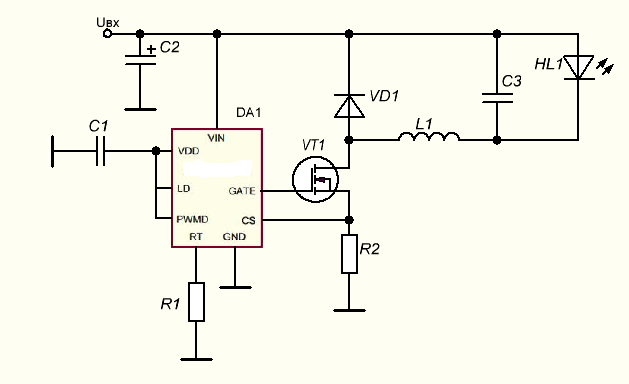 Uвх
C2
HL1
C3
VD1
DA1
L1
C1
VIN
VT1
VDD
LD
GATE
PWMD
CS
RT GND
R2
R1